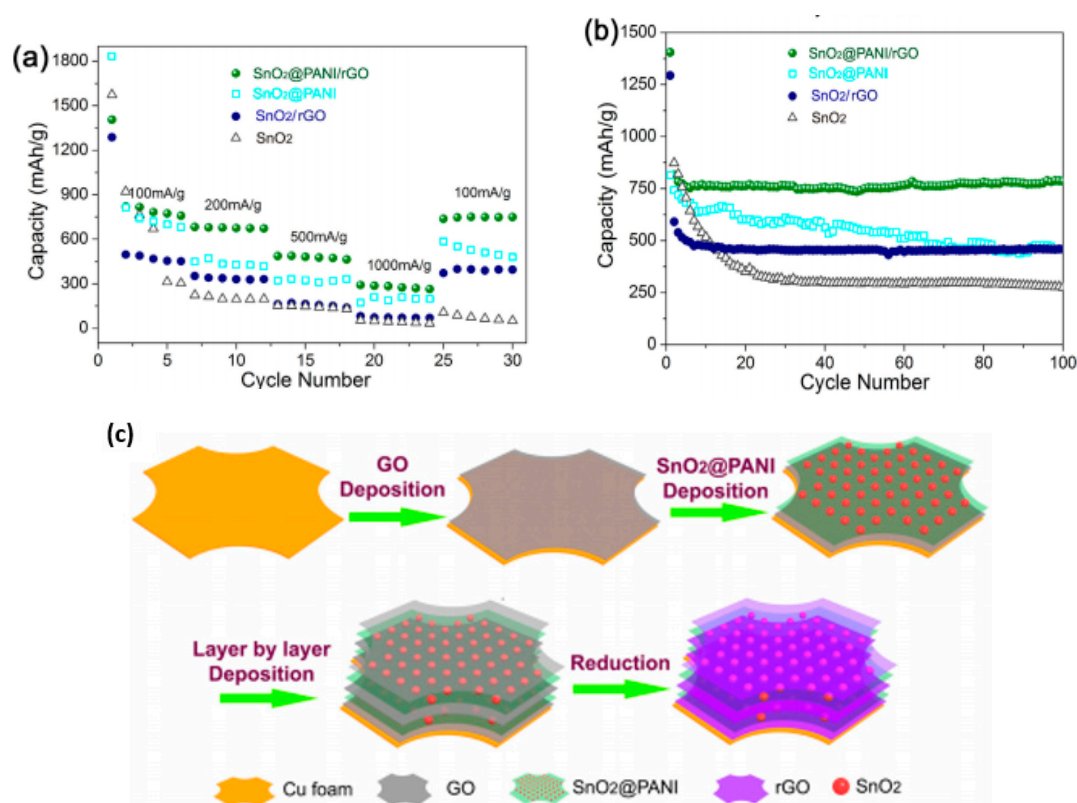 (a)
1800
1500
1200
900
600
300
0
Capacity (mAh/g)
SnO2@PANI/rGO
SnO2@PANI
SnO2/rGO
SnO2
100mA/g
200mA/g
500mA/g
1000mA/g
100mA/g
0 5 10 15 20 25 30
Cycle Number
(b)
1500
1250
1000
750
500
250
0
Capacity (mAh/g)
SnO2@PANI/rGO
SnO2@PANI
SnO2/rGO
SnO2
0 20 40 60 80 100
Cycle Number
(c)
GO
Deposition
SnO2@PANI
Deposition
Layer by layer
Deposition
Reduction
Cu foam GO SnO2@PANI rGO SnO2